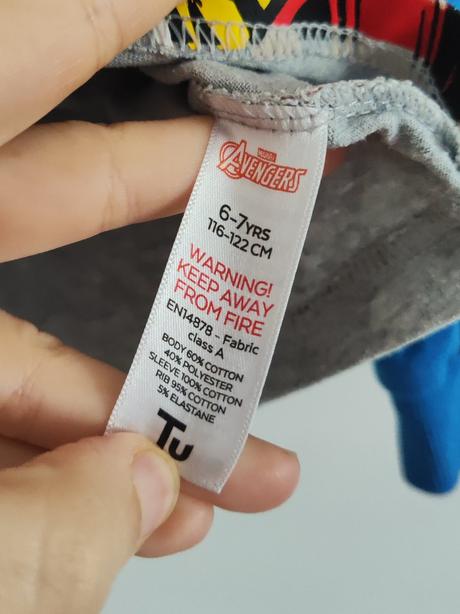 MARVEL
AVENGERS
6-7YRS
116-122 CM
WARNING!
KEEP AWAY
FROM FIRE
EN14878 - Fabric
class A
BODY 60% COTTON
40% POLYESTER
SLEEVE 100% COTTON
RIB 95% COTTON
5% ELASTANE
Tu